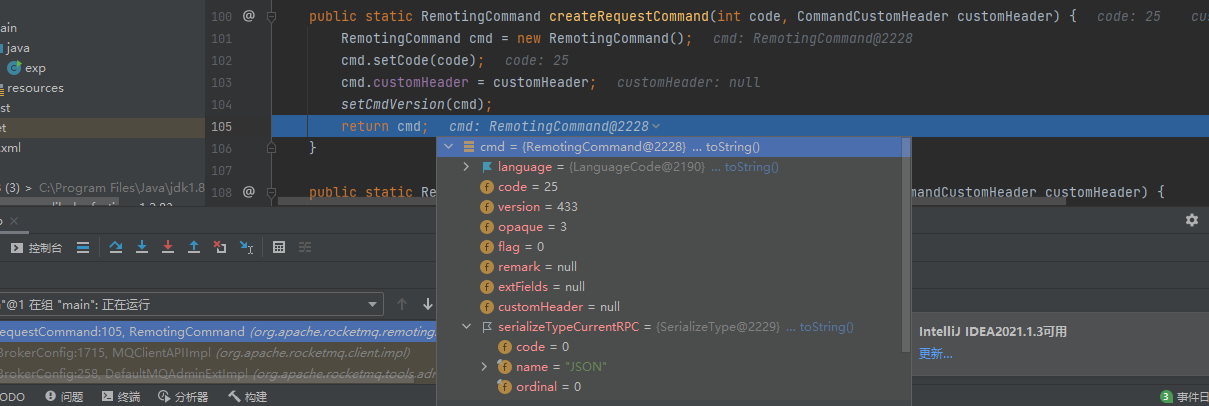 100 @ public static RemotingCommand createRequestCommand(int code, CommandCustomHeader customHeader) { code: 25 cu
ain
101 RemotingCommand cmd = new RemotingCommand(); cmd: RemotingCommand@2228
java
102 cmd.setCode(code); code: 25
exp
103 cmd.customHeader = customHeader; customHeader: null
resources
104 setCmdVersion(cmd);
st
105 return cmd; cmd: RemotingCommand@2228
et
106 }
.xml
cmd = {RemotingCommand@2228} ... toString()
107
language = {LanguageCode@2190} ... toString()
8 (3) > C:\Program Files\Java\jdk1.8
108 @ public static Re
mmandCustomHeader customHeader) {
code = 25
version = 433
opaque = 3
控制台
flag = 0
remark = null
extFields = null
"@1 在组 "main": 正在运行
customHeader = null
equestCommand:105, RemotingCommand (org.apache.rocketmq.remoting.
serializeTypeCurrentRPC = {SerializeType@2229} ... toString()
IntelliJ IDEA2021.1.3可用
BrokerConfig:1715, MQClientAPIImpl (org.apache.rocketmq.client.impl)
code = 0
更新...
BrokerConfig:258, DefaultMQAdminExtImpl (org.apache.rocketmq.tools.adr
name = "JSON"
ordinal = 0
ODO 问题 终端 分析器 构建
3 事件日